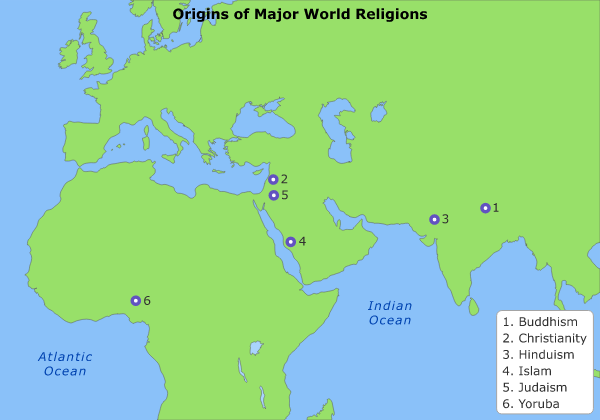 Origins of Major World Religions
2
5
1
3
4
6
Indian
Ocean
Atlantic
Ocean
1. Buddhism
2. Christianity
3. Hinduism
4. Islam
5. Judaism
6. Yoruba